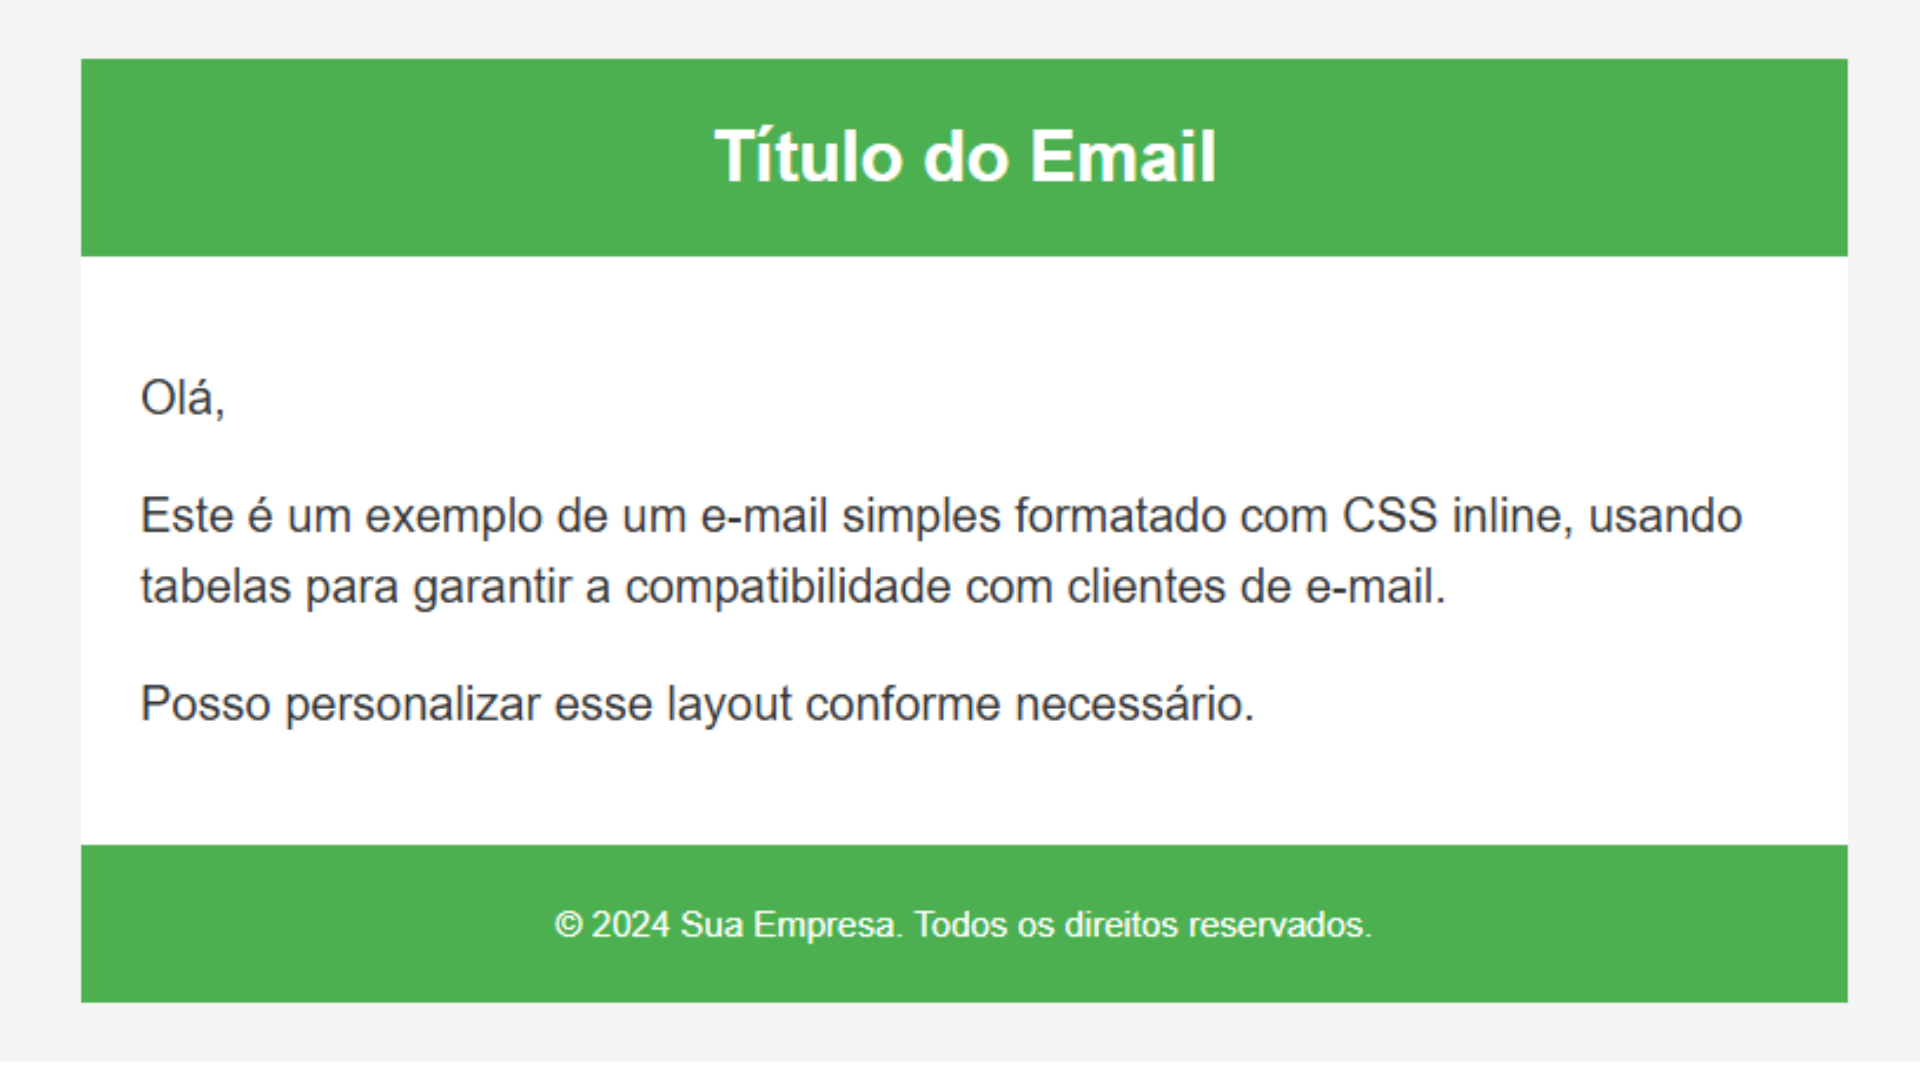 Título do Email
Olá,
Este é um exemplo de um e-mail simples formatado com CSS inline, usando
tabelas para garantir a compatibilidade com clientes de e-mail.
Posso personalizar esse layout conforme necessário.
© 2024 Sua Empresa. Todos os direitos reservados.